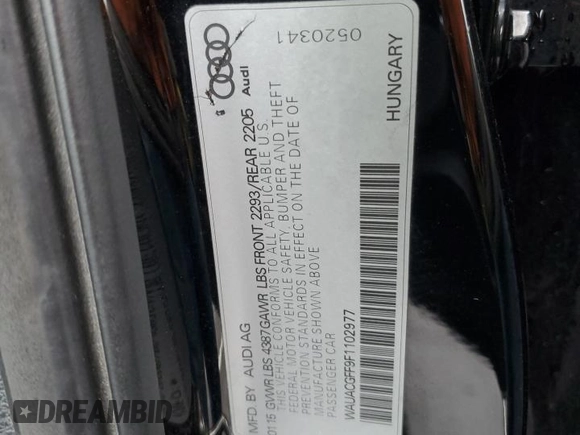 0520341
Audi
MFD. BY AUDI AG
01 15 GVWR LBS 4387 GAWR LBS FRONT 2293/REAR 2205
THIS VEHICLE CONFORMS TO ALL APPLICABLE U.S.
FEDERAL MOTOR VEHICLE SAFETY, BUMPER AND THEFT
PREVENTION STANDARDS IN EFFECT ON THE DATE OF
MANUFACTURE SHOWN ABOVE
PASSENGER CAR
HUNGARY
WAUACGFF9F1102977
DREAMBID